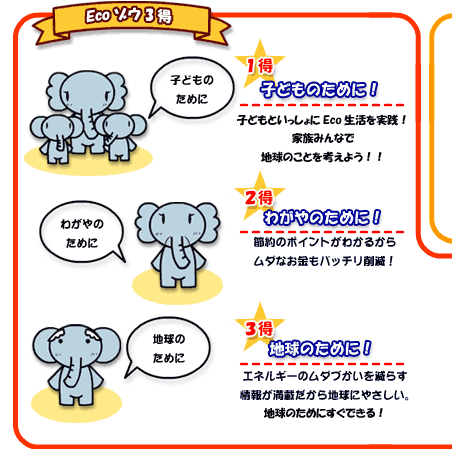 Eco ゾウ3得
子どもの
ために
1得
子どものために!
子どもといっしょに Eco 生活を実践!
家族みんなで
地球のことを考えよう!!
わがやの
ために
2得
わがやのために!
節約のポイントがわかるから
ムダなお金もバッチリ削減!
地球の
ために
3得
地球のために!
エネルギーのムダづかいを減らす
情報が満載だから地球にやさしい。
地球のためにすぐできる!